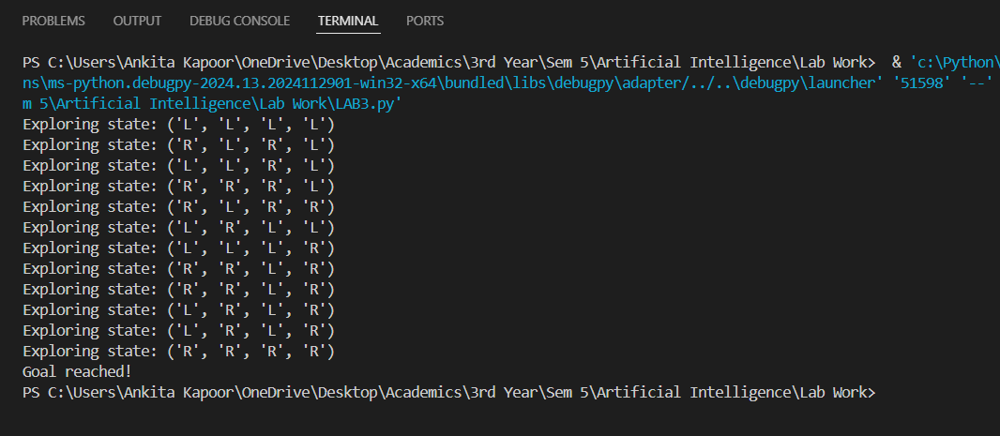 PROBLEMS OUTPUT DEBUG CONSOLE TERMINAL PORTS
PS C:\Users\Ankita Kapoor\OneDrive\Desktop\Academics\3rd Year\Sem 5\Artificial Intelligence\Lab Work>  & 'c:\Python\
ns\ms-python.debugpy-2024.13.2024112901-win32-x64\bundled\libs\debugpy\adapter/../..\debugpy\launcher' '51598' '--'
m 5\Artificial Intelligence\Lab Work\LAB3.py'
Exploring state: ('L', 'L', 'L', 'L')
Exploring state: ('R', 'L', 'R', 'L')
Exploring state: ('L', 'L', 'R', 'L')
Exploring state: ('R', 'R', 'R', 'L')
Exploring state: ('R', 'L', 'R', 'R')
Exploring state: ('L', 'R', 'L', 'L')
Exploring state: ('L', 'L', 'L', 'R')
Exploring state: ('R', 'R', 'L', 'R')
Exploring state: ('R', 'R', 'L', 'R')
Exploring state: ('L', 'R', 'L', 'R')
Exploring state: ('L', 'R', 'L', 'R')
Exploring state: ('R', 'R', 'R', 'R')
Goal reached!
PS C:\Users\Ankita Kapoor\OneDrive\Desktop\Academics\3rd Year\Sem 5\Artificial Intelligence\Lab Work>